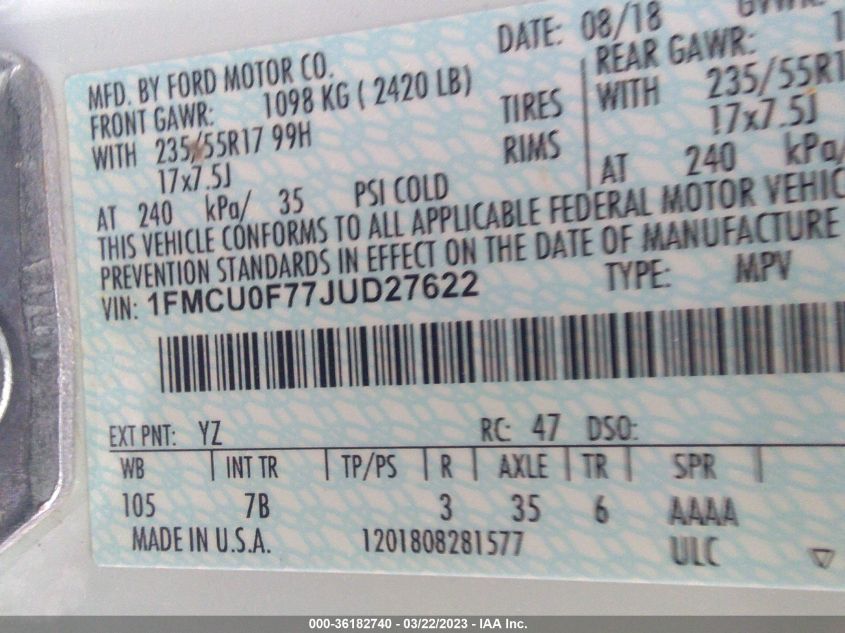 MFD. BY FORD MOTOR CO.
DATE: 08/18
FRONT GAWR: 1098 KG ( 2420 LB)
REAR GAWR:
WITH 235/55R17 99H
TIRES
WITH 235/55R1
17x7.5J
RIMS
17x7.5J
AT 240 kPa/ 35 PSI COLD
AT 240 kPa/
THIS VEHICLE CONFORMS TO ALL APPLICABLE FEDERAL MOTOR VEHIC
PREVENTION STANDARDS IN EFFECT ON THE DATE OF MANUFACTURE
VIN: 1FMCU0F77JUD27622
TYPE: MPV
EXT PNT: YZ RC: 47 DSO:
WB INT TR TP/PS R AXLE TR SPR
105 7B 3 35 6 AAAA
MADE IN U.S.A. 1201808281577 ULC
000-36182740 - 03/22/2023 - IAA Inc.